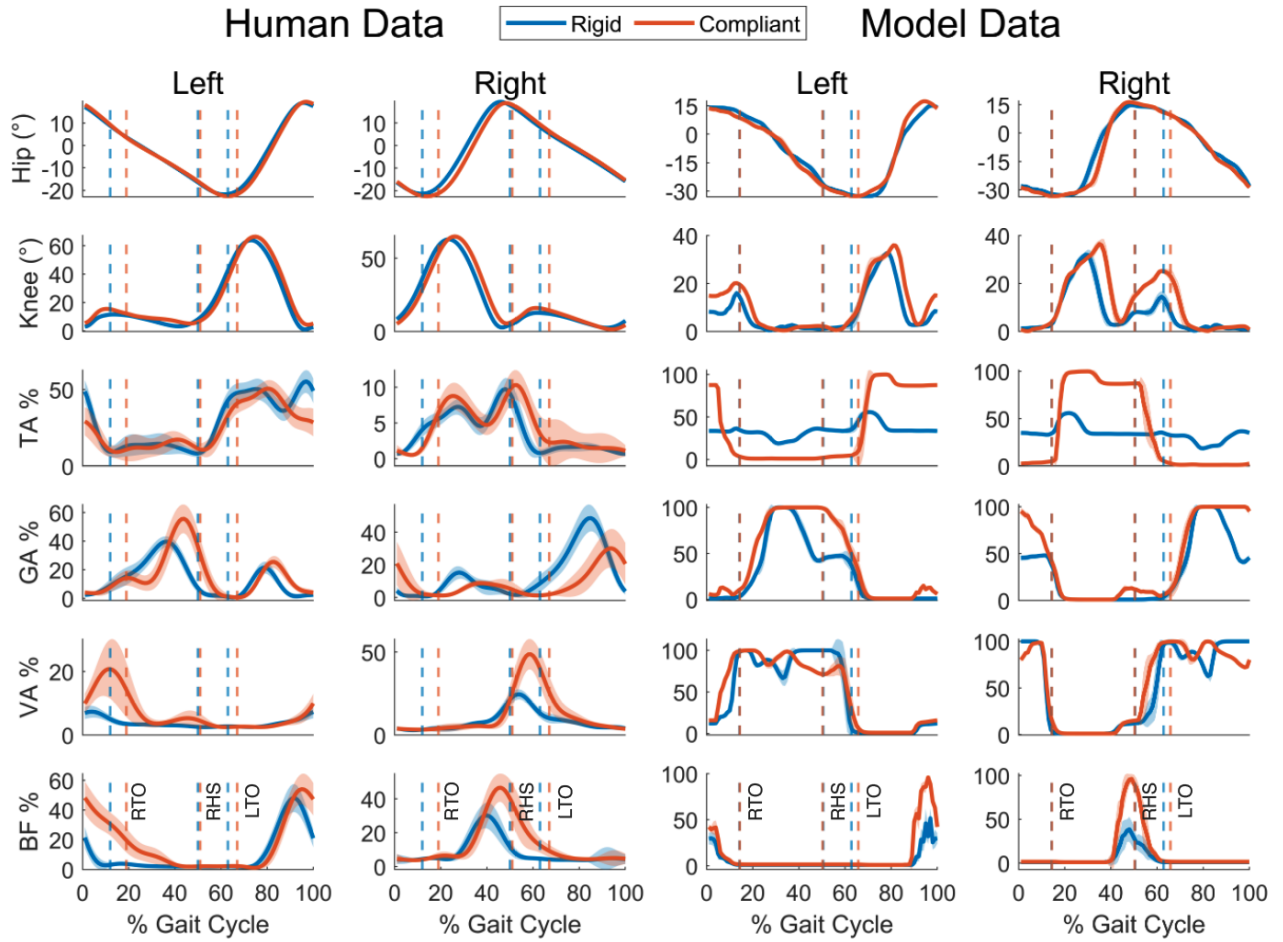 Human Data
Rigid
Compliant
Model Data
Left
Right
Left
Right
Hip (°)
10
0
-10
-20
10
0
-10
-20
15
0
-15
-30
15
0
-15
-30
Knee (°)
60
40
20
0
50
0
40
20
0
40
20
0
TA %
50
0
10
5
0
100
50
0
100
50
0
GA %
60
40
20
0
40
20
0
100
50
0
100
50
0
VA %
20
0
50
0
100
50
0
100
50
0
BF %
60
40
20
0
RTO
RHS
LTO
40
20
0
RTO
RHS
LTO
100
50
0
RTO
RHS
LTO
100
50
0
RTO
RHS
LTO
0 20 40 60 80 100
0 20 40 60 80 100
0 20 40 60 80 100
0 20 40 60 80 100
% Gait Cycle
% Gait Cycle
% Gait Cycle
% Gait Cycle